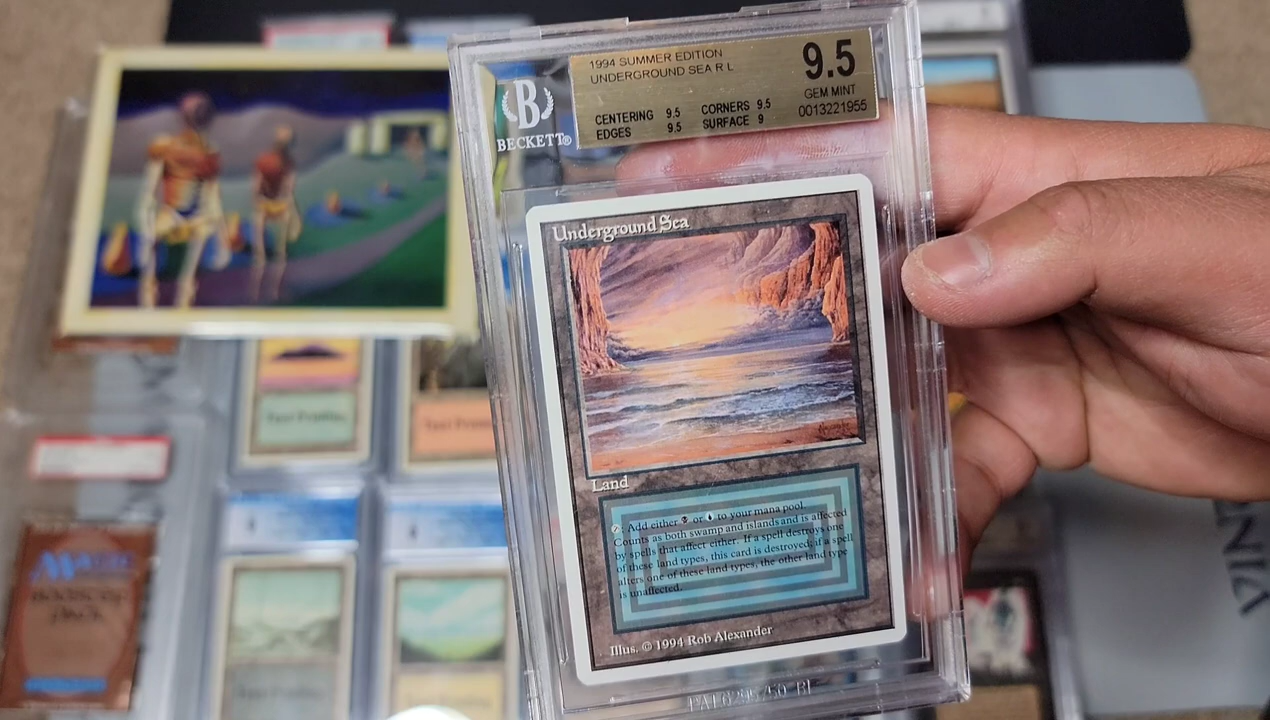 1994 SUMMER EDITION
UNDERGROUND SEA R L
9.5
GEM MINT
0013221955
CENTERING 9.5 CORNERS 9.5
EDGES 9.5 SURFACE 9
B
BECKETT®
Underground Sea
Land
: Add either or to your mana pool.
Counts as both swamp and islands and is affected
by spells that affect either. If a spell destroys one
of these land types, this card is destroyed; if a spell
alters one of these land types, the other land type
is unaffected.
Illus. © 1994 Rob Alexander
BOOSTER
PACK
VIN